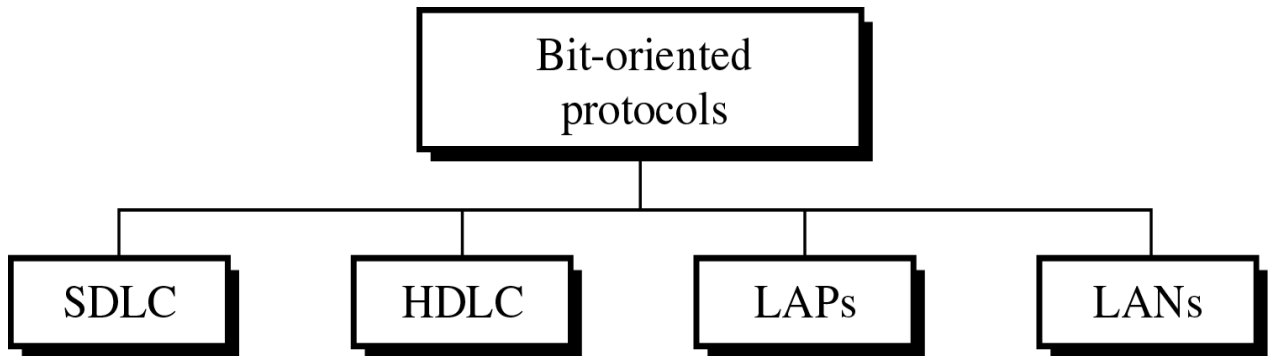 Bit-oriented
protocols
SDLC
HDLC
LAPs
LANs